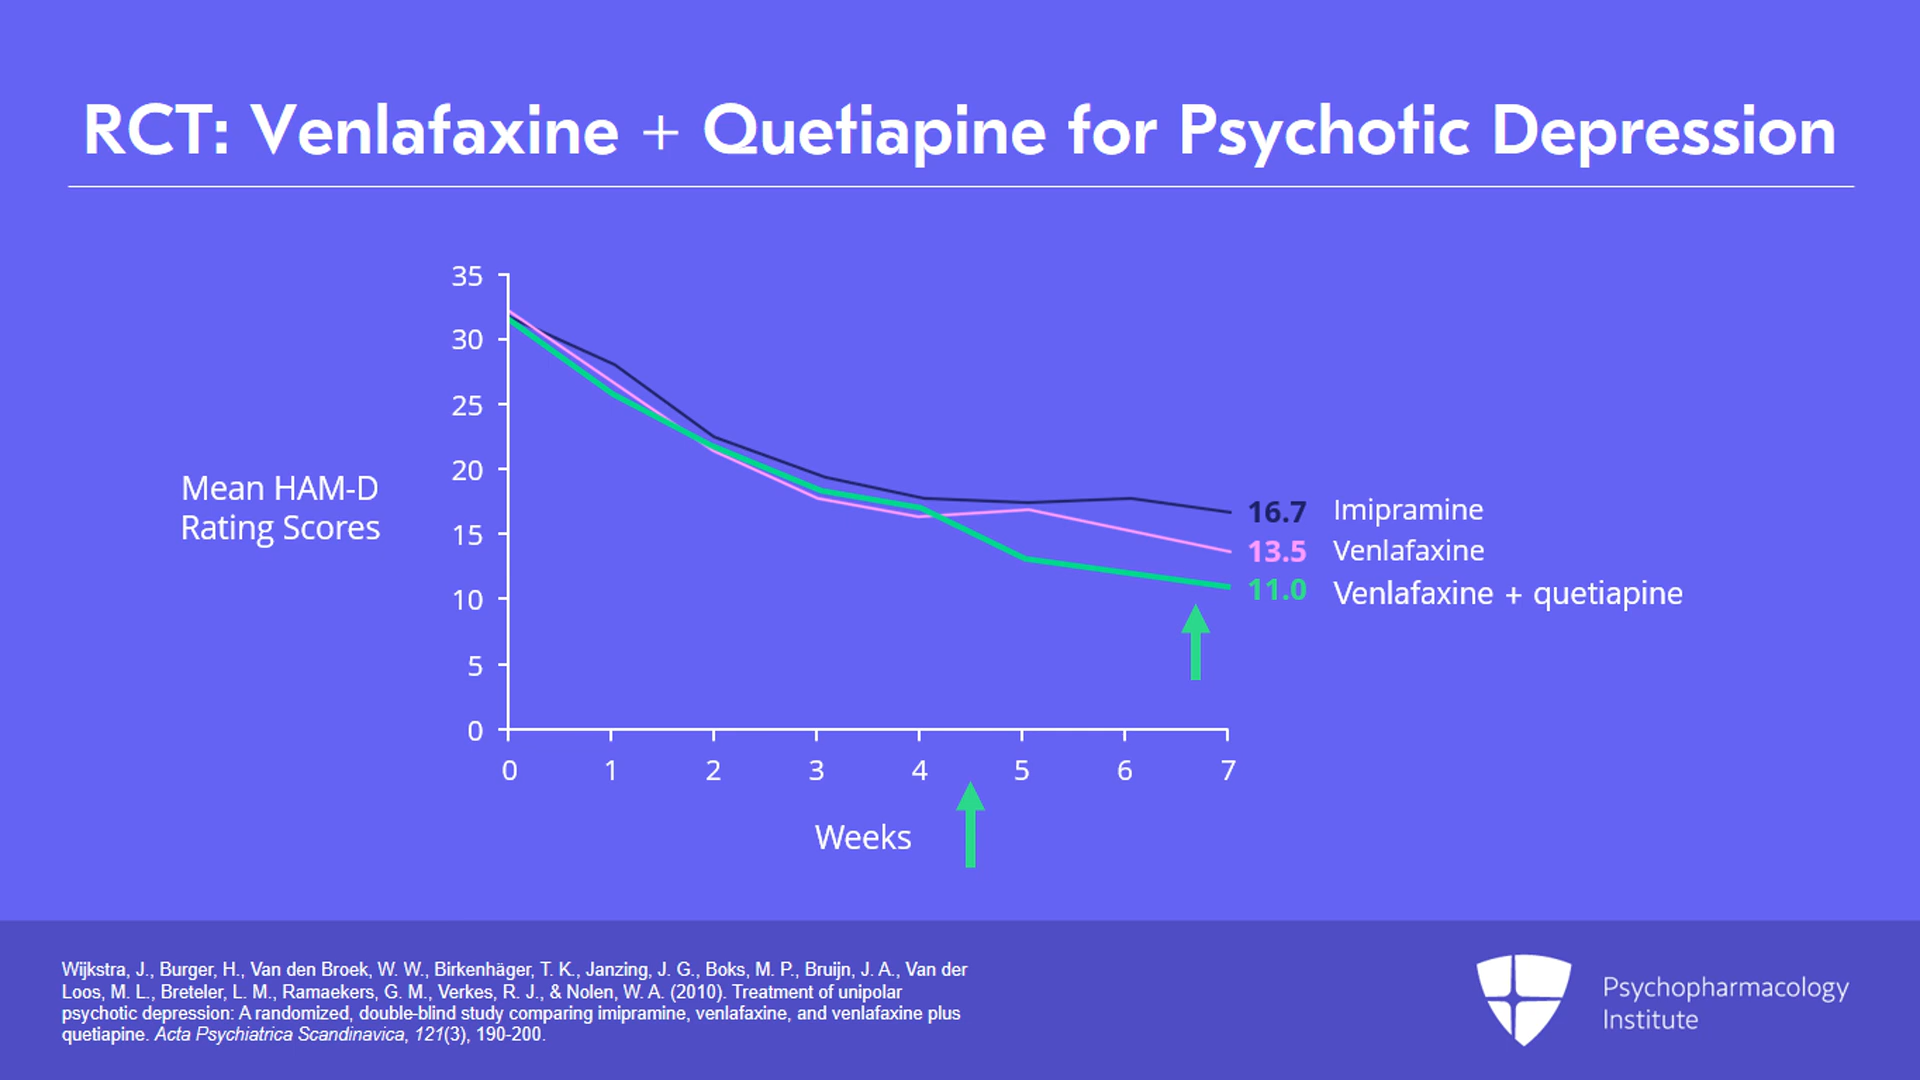 RCT: Venlafaxine + Quetiapine for Psychotic Depression
35
30
25
20
15
10
5
0
Mean HAM-D
Rating Scores
16.7 Imipramine
13.5 Venlafaxine
11.0 Venlafaxine + quetiapine
0 1 2 3 4 5 6 7
Weeks
Wijkstra, J., Burger, H., Van den Broek, W. W., Birkenhäger, T. K., Janzing, J. G., Boks, M. P., Bruijn, J. A., Van der
Loos, M. L., Breteler, L. M., Ramaekers, G. M., Verkes, R. J., & Nolen, W. A. (2010). Treatment of unipolar
psychotic depression: A randomized, double-blind study comparing imipramine, venlafaxine, and venlafaxine plus
quetiapine. Acta Psychiatrica Scandinavica, 121(3), 190-200.
Psychopharmacology
Institute